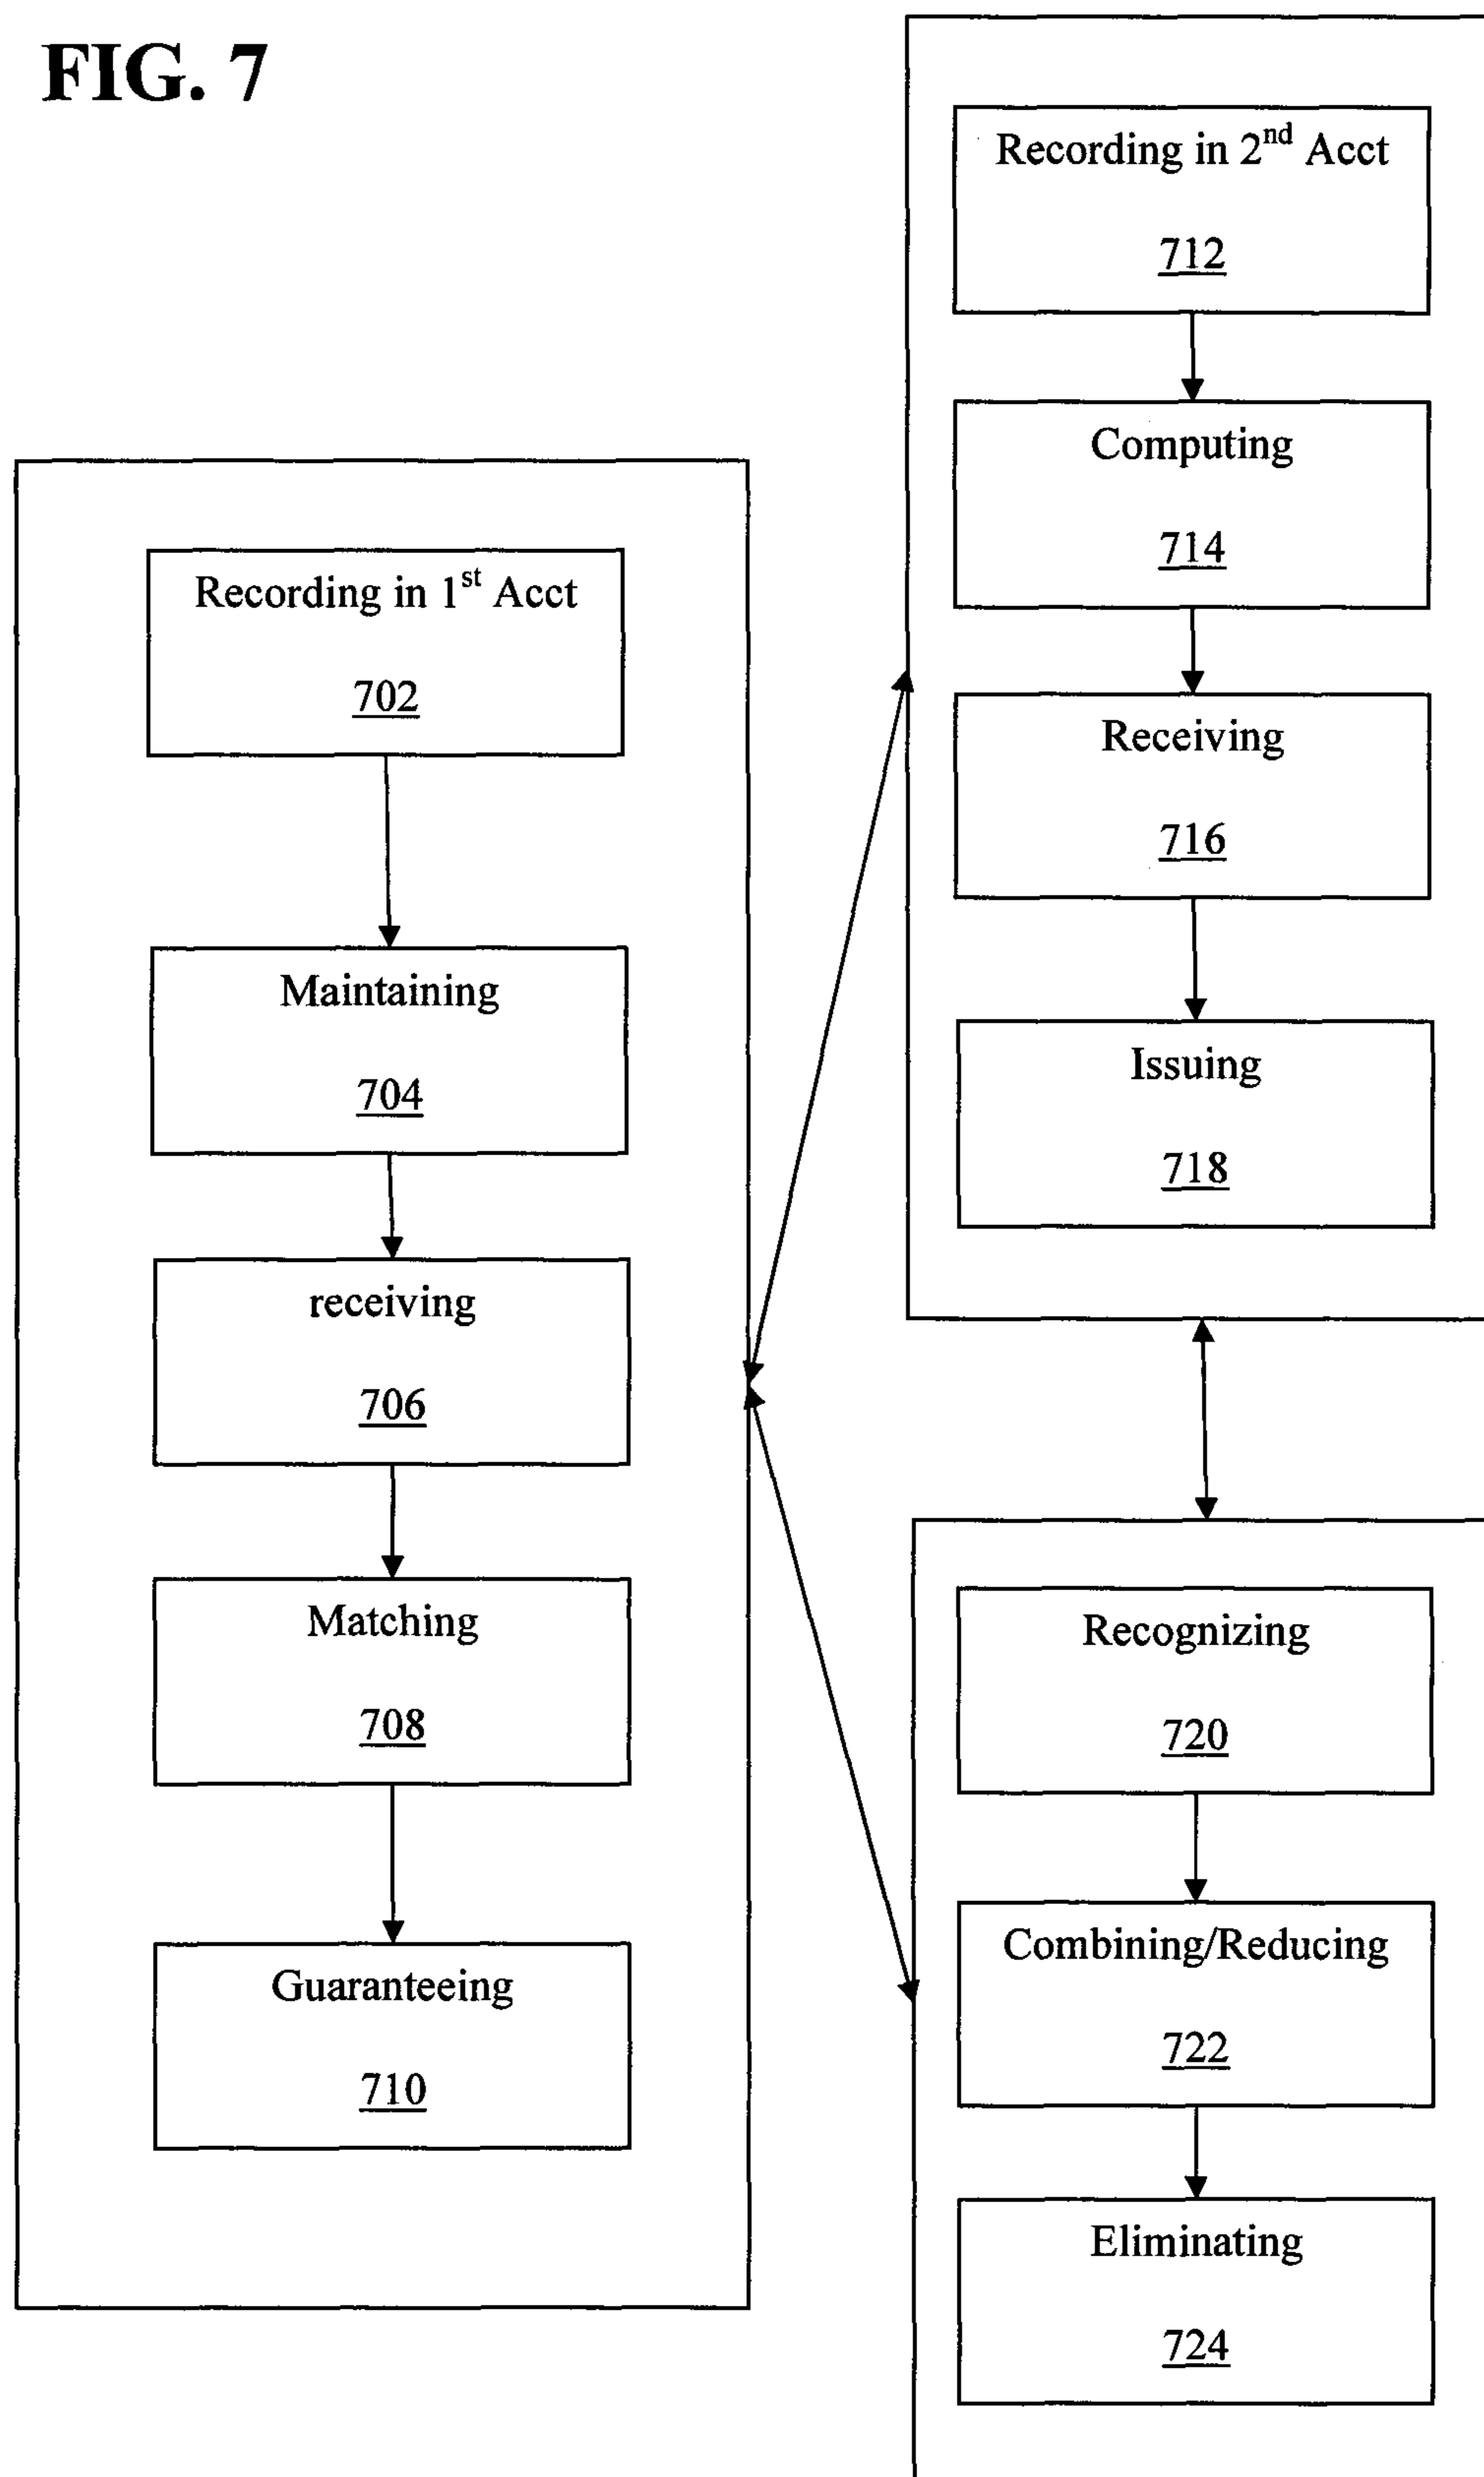 FIG. 7
Recording in 1st Acct
702
Maintaining
704
receiving
706
Matching
708
Guaranteeing
710
Recording in 2nd Acct
712
Computing
714
Receiving
716
Issuing
718
Recognizing
720
Combining/Reducing
722
Eliminating
724